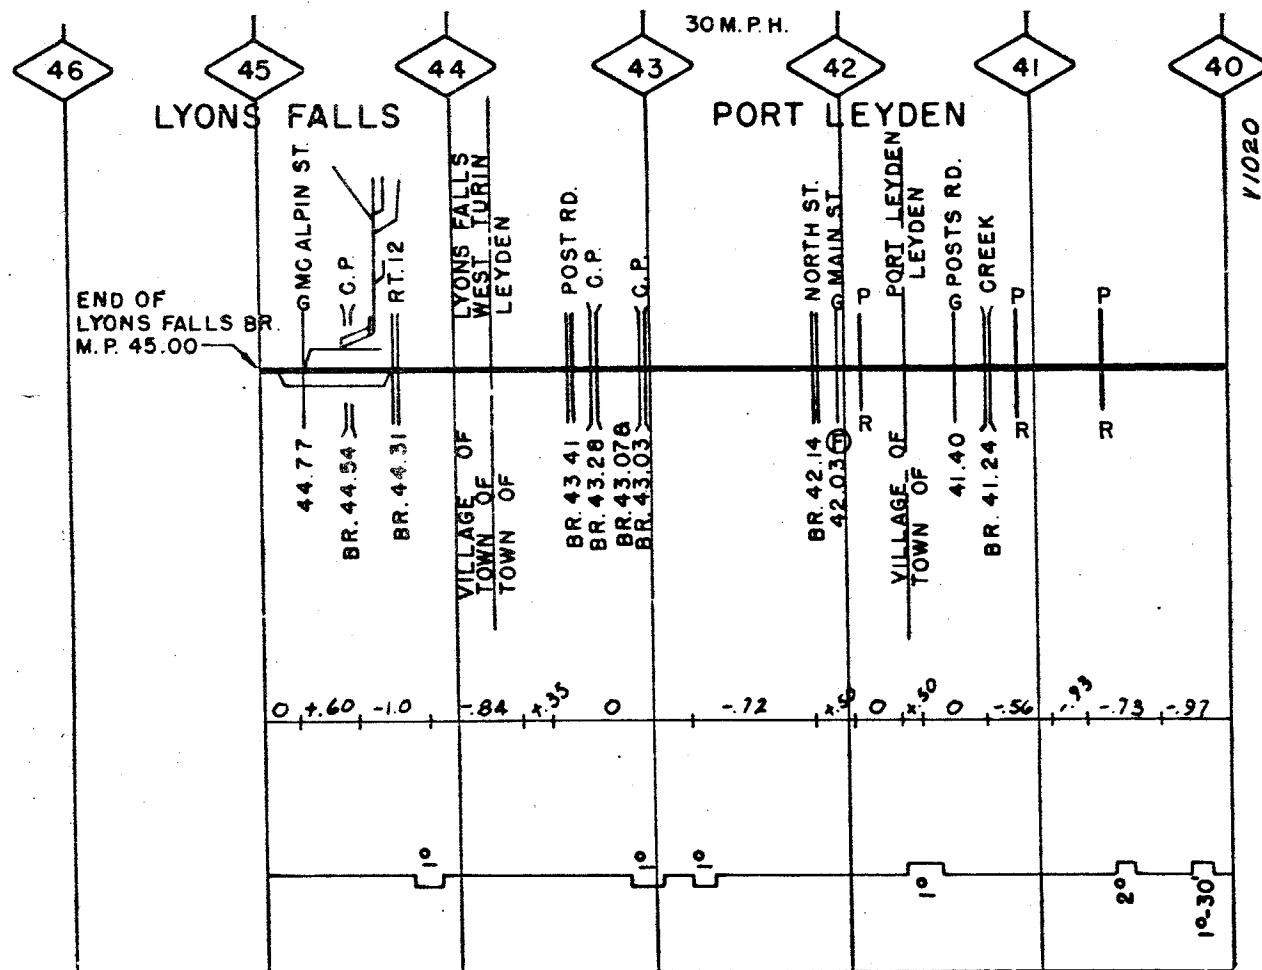 30 M.P.H.
46 45 44 43 42 41 40
LYONS FALLS
PORT LEYDEN
V1020
G MC ALPIN ST.
C.P.
RT. 12
LYONS FALLS
WEST TURIN
LEYDEN
POST RD.
C.P.
C.P.
NORTH ST.
G MAIN ST.
P
PORT LEYDEN
LEYDEN
G POSTS RD.
CREEK
P
P
END OF
LYONS FALLS BR.
M.P. 45.00
44.77
BR. 44.54
BR. 44.31
VILLAGE OF
TOWN OF
TOWN OF
BR. 43.41
BR. 43.28
BR. 43.07 &
BR. 43.03
BR. 42.14
42.03
R
VILLAGE OF
TOWN OF
41.40
BR. 41.24
R
R
0 +.60 -1.0 -.84 +.35 0 -.72 +.50 0 +.50 0 -.56 -.93 -.73 -.97
1° 1° 1° 1° 2° 1°-30'